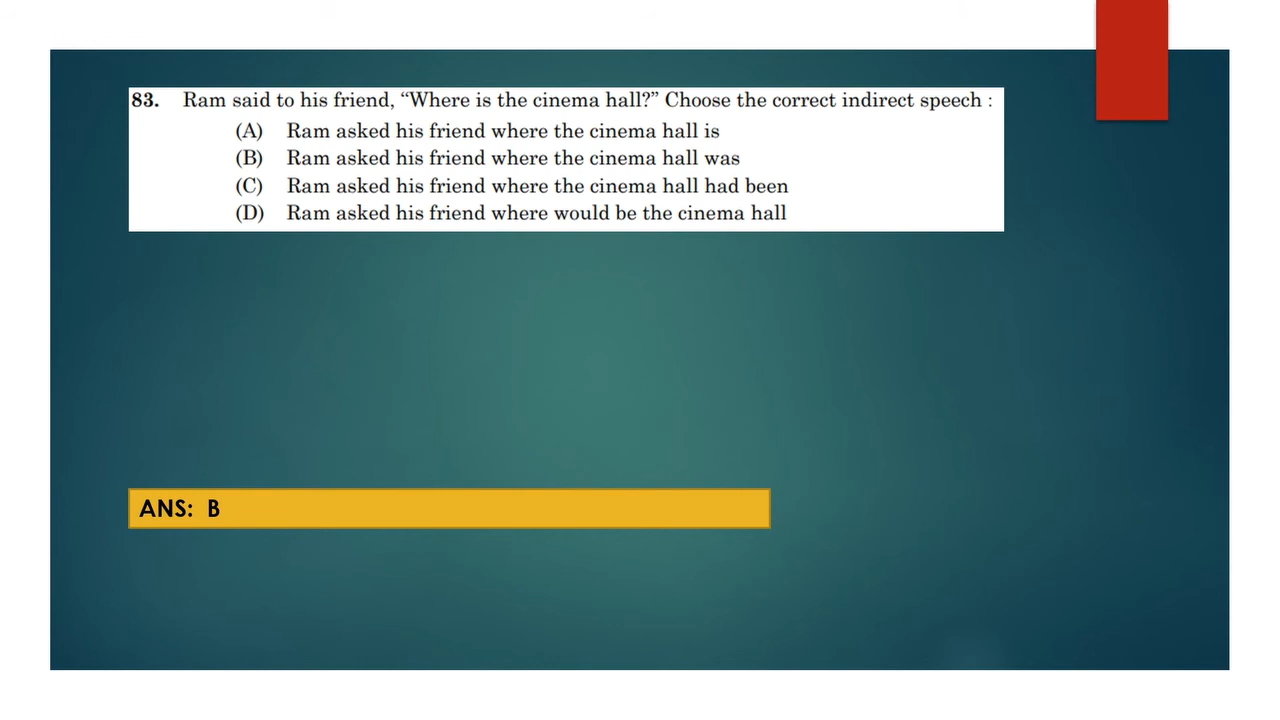 83. Ram said to his friend, “Where is the cinema hall?” Choose the correct indirect speech :
(A) Ram asked his friend where the cinema hall is
(B) Ram asked his friend where the cinema hall was
(C) Ram asked his friend where the cinema hall had been
(D) Ram asked his friend where would be the cinema hall
ANS: B